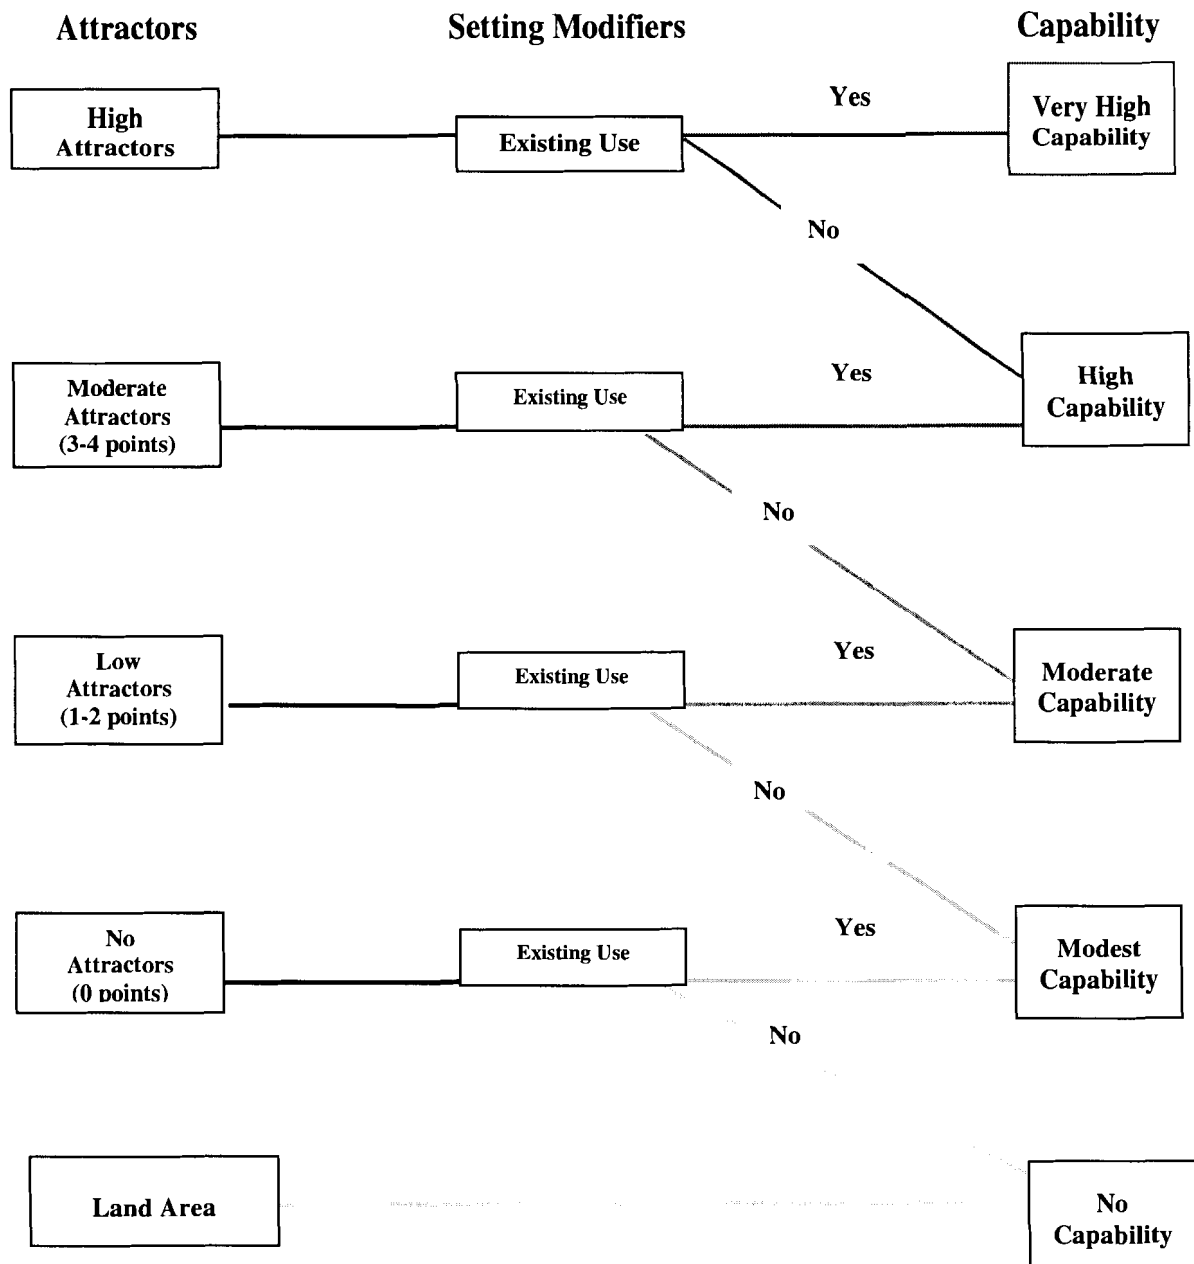 Attractors Setting Modifiers Capability
High
Attractors
Existing Use
Yes
Very High
Capability
No
Moderate
Attractors
(3-4 points)
Existing Use
Yes
High
Capability
No
Low
Attractors
(1-2 points)
Existing Use
Yes
Moderate
Capability
No
No
Attractors
(0 points)
Existing Use
Yes
Modest
Capability
No
Land Area
No
Capability